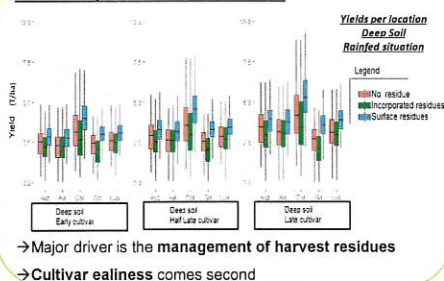 Yields per location
Deep Soil
Rainfed situation
Legend
No residue
Incorporated residues
Surface residues
Yield (T/ha)
Deep soil
Early cultivar
Deep soil
Half Late cultivar
Deep soil
Late cultivar
→Major driver is the management of harvest residues
→Cultivar ealiness comes second